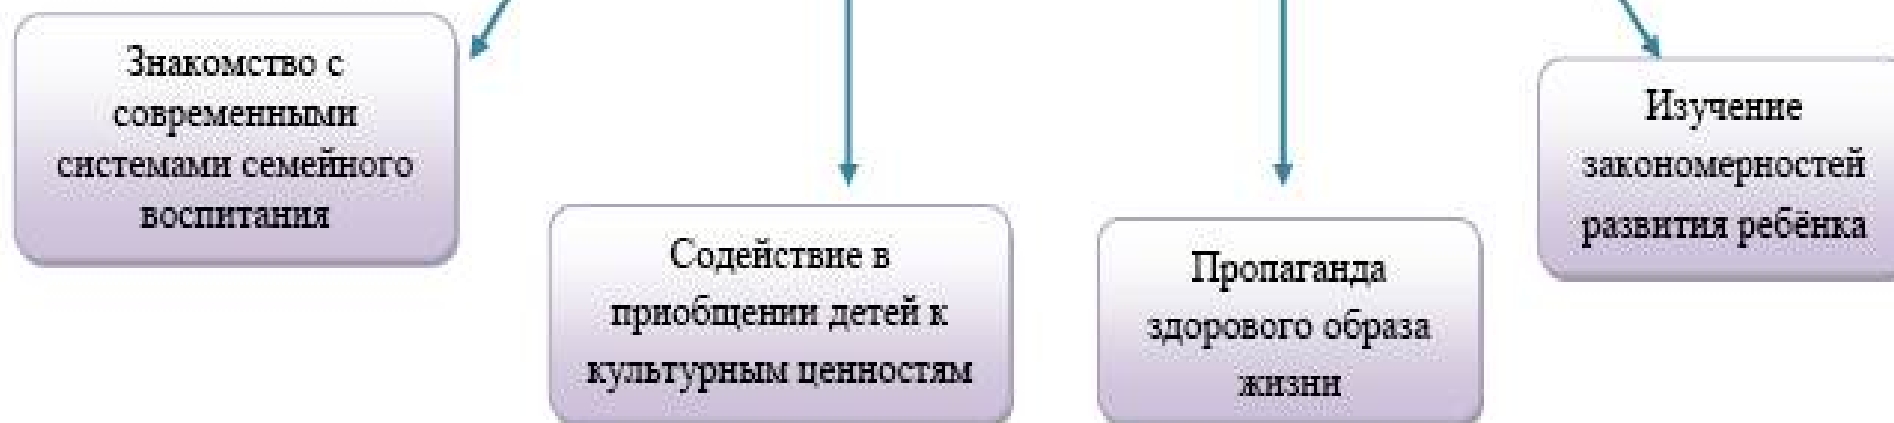 Знакомство с
современными
системами семейного
воспитания
Содействие в
приобщении детей к
культурным ценностям
Пропаганда
здорового образа
жизни
Изучение
закономерностей
развития ребёнка